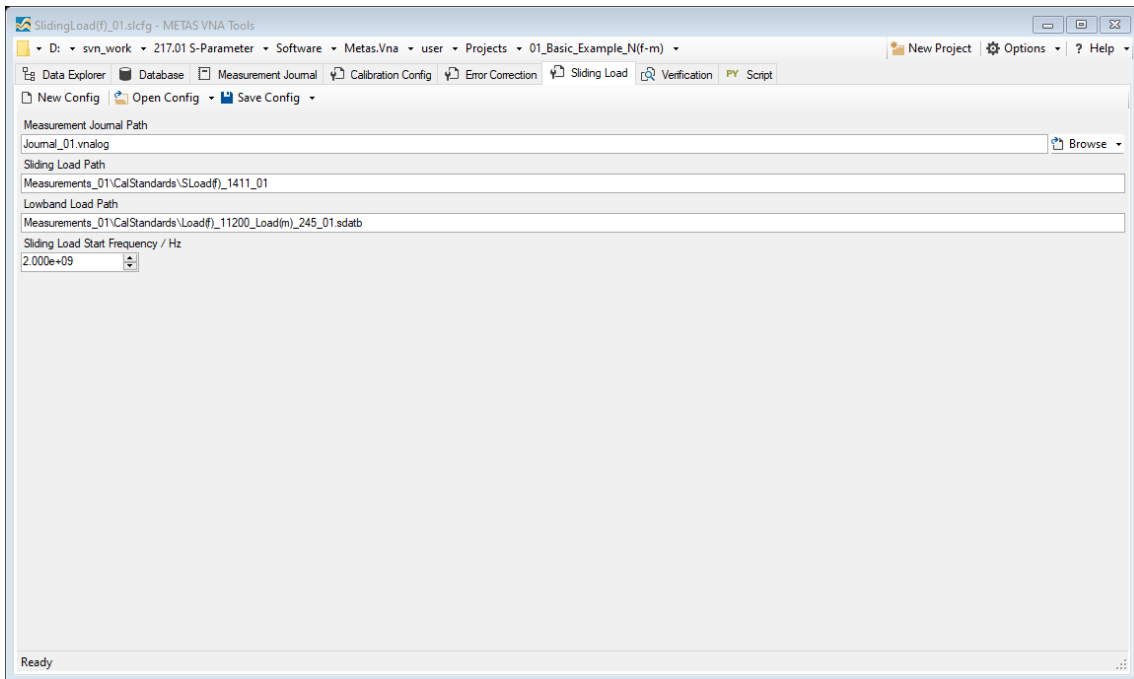 SlidingLoad(f)_01.slcfg - METAS VNA Tools
D: svn_work 217.01 S-Parameter Software Metas.Vna user Projects 01_Basic_Example_N(f-m) New Project Options ? Help
Data Explorer Database Measurement Journal Calibration Config Error Correction Sliding Load Verification PY Script
New Config Open Config Save Config
Measurement Journal Path
Journal_01.vnalog Browse
Sliding Load Path
Measurements_01\CalStandards\SLoad(f)_1411_01
Lowband Load Path
Measurements_01\CalStandards\Load(f)_11200_Load(m)_245_01.sdatb
Sliding Load Start Frequency / Hz
2.000e+09
Ready